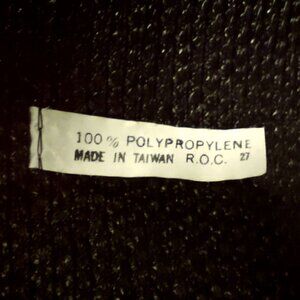 100% POLYPROPYLENE
MADE IN TAIWAN R.O.C. 27